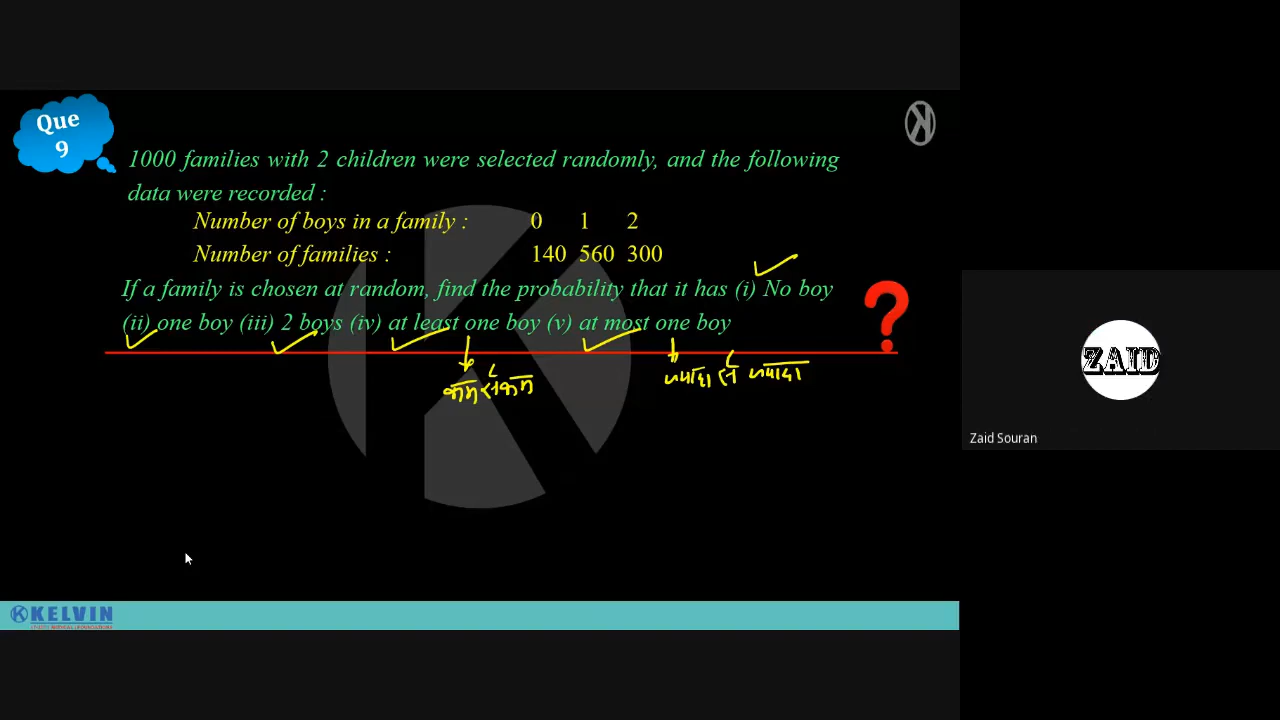 Que
9
1000 families with 2 children were selected randomly, and the following
data were recorded :
Number of boys in a family : 0 1 2
Number of families : 140 560 300
If a family is chosen at random, find the probability that it has (i) No boy
(ii) one boy (iii) 2 boys (iv) at least one boy (v) at most one boy
कम से कम
ज्यादा से ज्यादा
ZAID
Zaid Souran
KELVIN